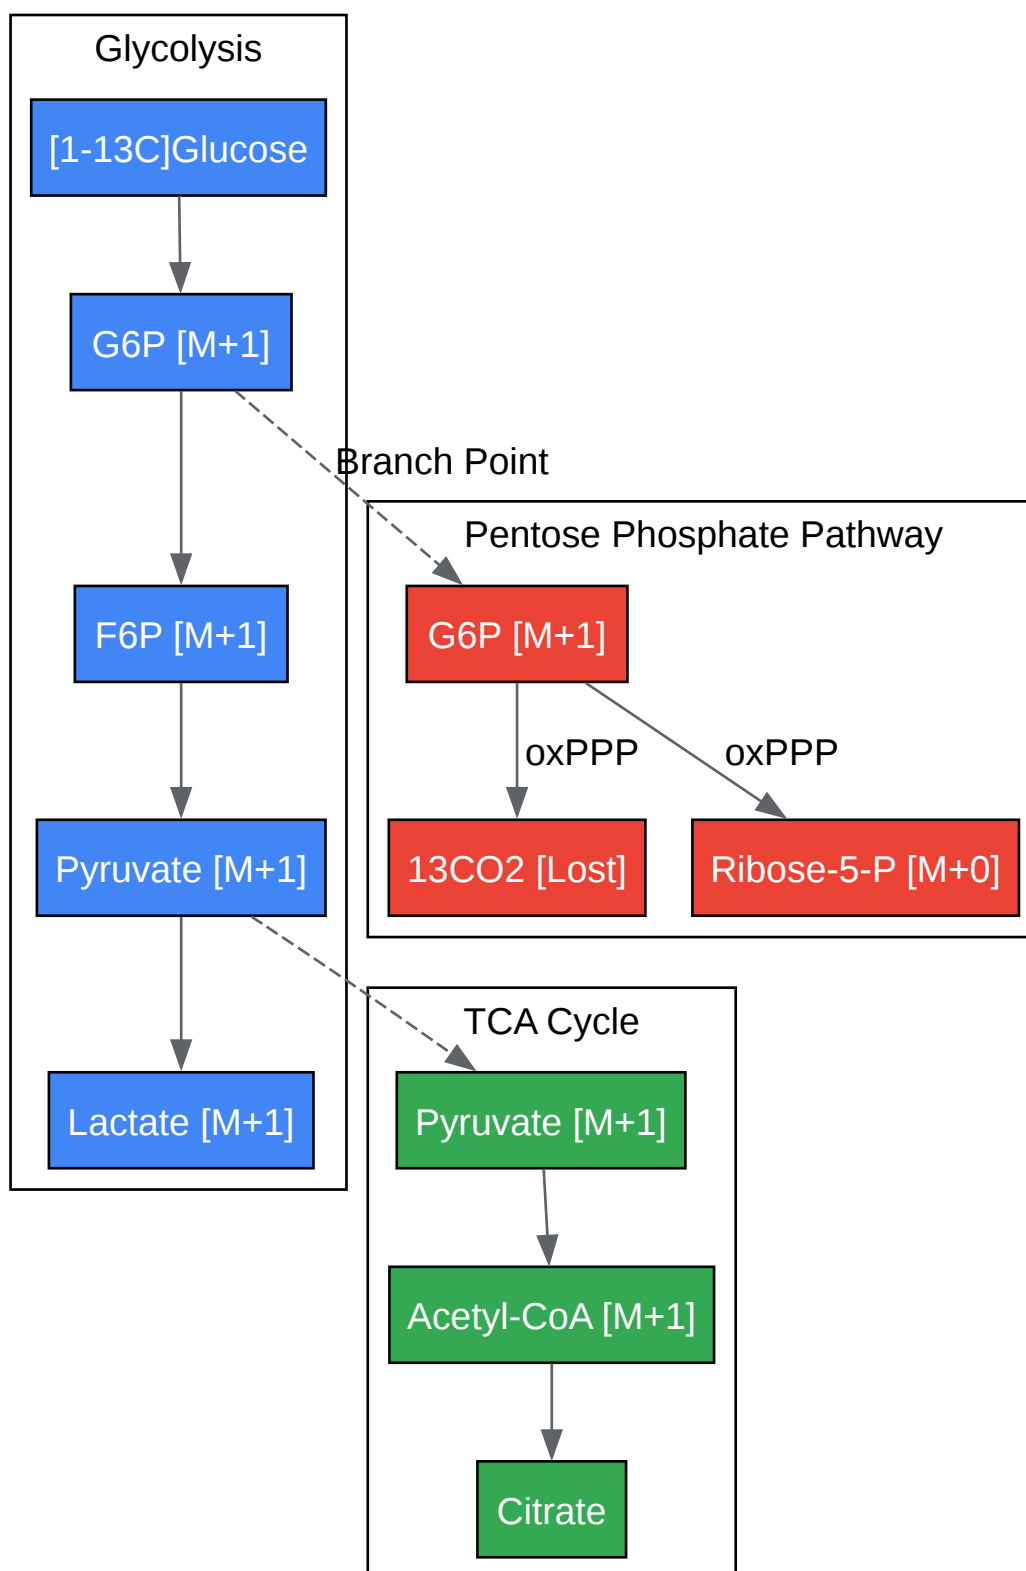 Glycolysis
[1-13C]Glucose
G6P [M+1]
Branch Point
Pentose Phosphate Pathway
F6P [M+1]
G6P [M+1]
oxPPP
oxPPP
Pyruvate [M+1]
13CO2 [Lost]
Ribose-5-P [M+0]
TCA Cycle
Lactate [M+1]
Pyruvate [M+1]
Acetyl-CoA [M+1]
Citrate